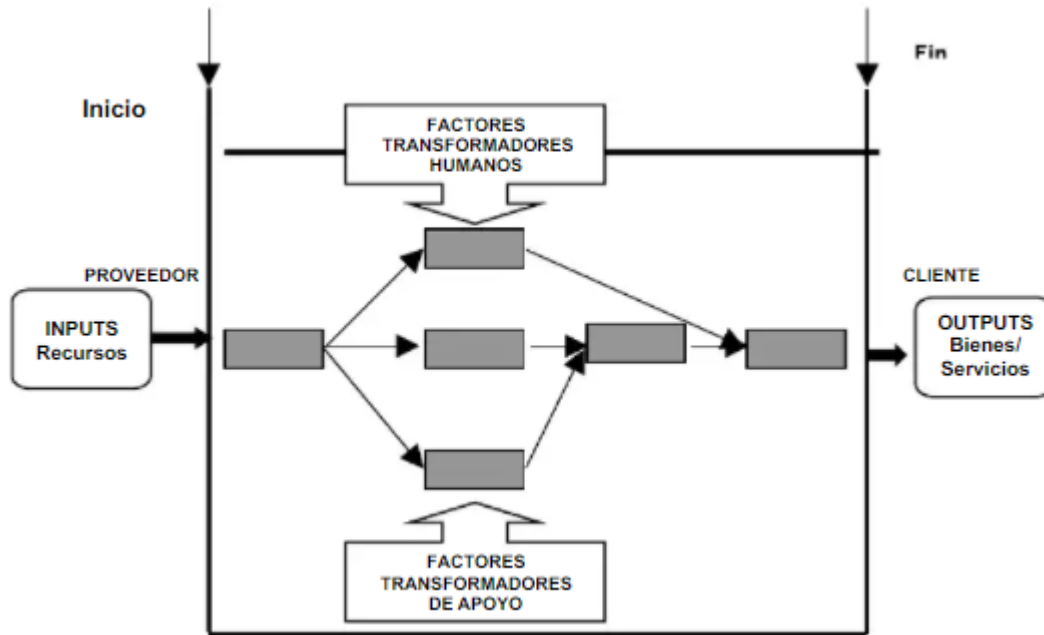 Fin
Inicio
FACTORES
TRANSFORMADORES
HUMANOS
PROVEEDOR
INPUTS
Recursos
CLIENTE
OUTPUTS
Bienes/
Servicios
FACTORES
TRANSFORMADORES
DE APOYO